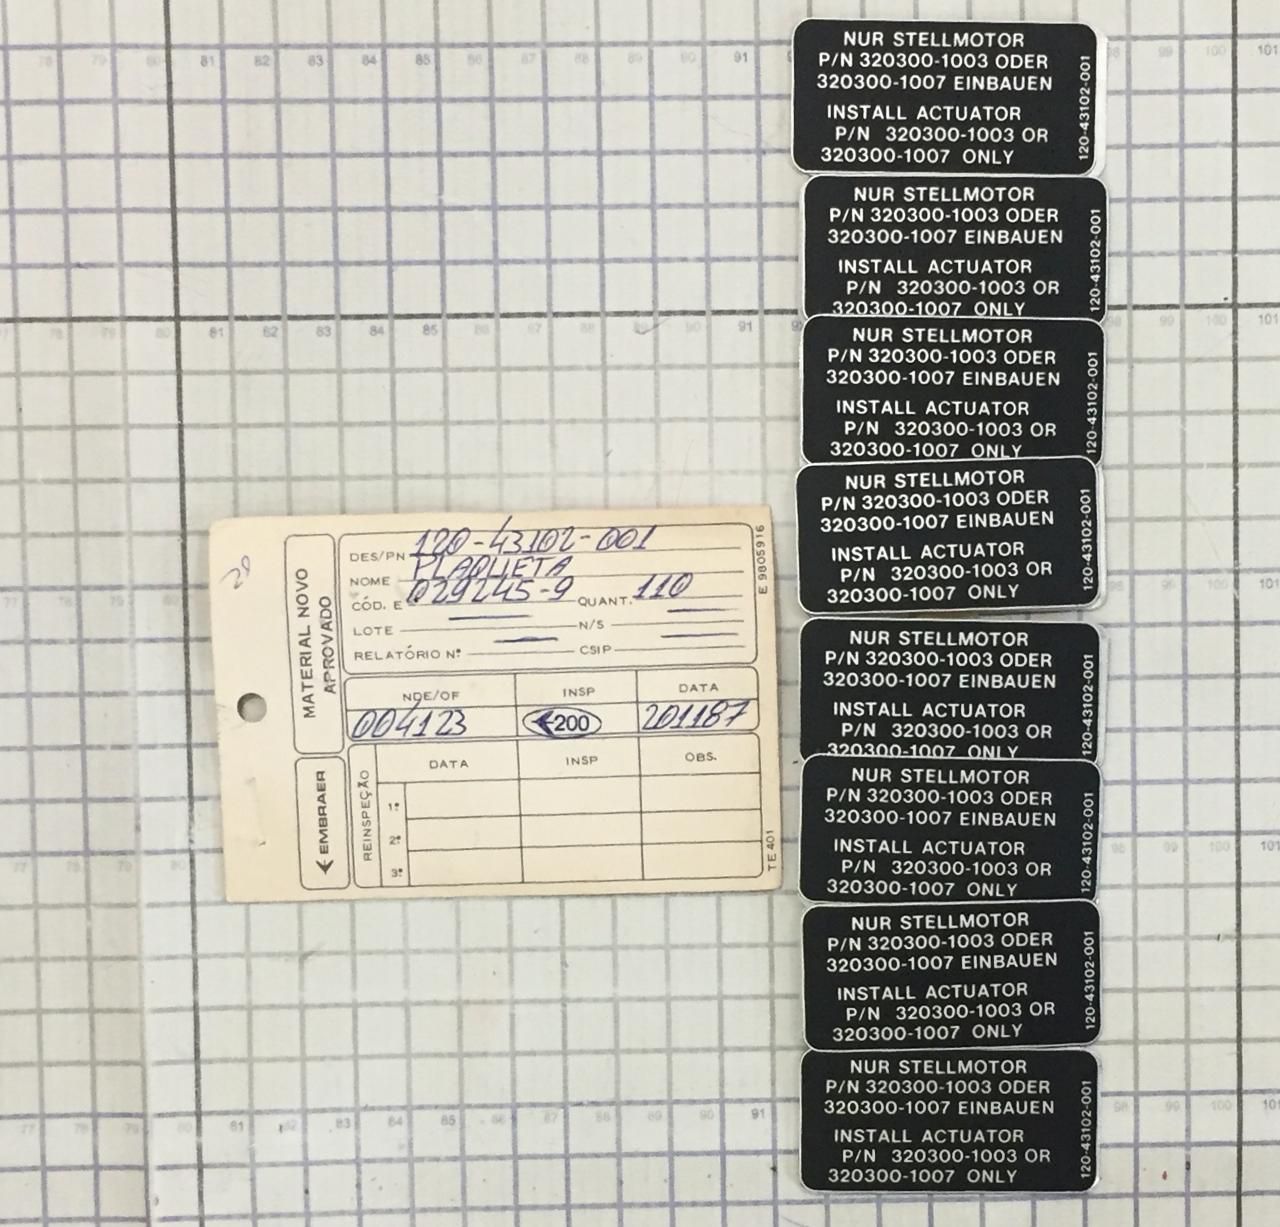 20
MATERIAL NOVO
APROVADO
EMBRAER
DES/PN 120-43102-001
NOME PLAQUETA
CÓD. E 029245-9 QUANT. 110
LOTE N/S
RELATÓRIO Nº CSIP
E 9805916
NDE/OF INSP DATA
004123 200 201187
REINSPEÇÃO
DATA INSP OBS.
1ª
2ª
3ª
TE 401
NUR STELLMOTOR
P/N 320300-1003 ODER
320300-1007 EINBAUEN
INSTALL ACTUATOR
P/N 320300-1003 OR
320300-1007 ONLY
120-43102-001
NUR STELLMOTOR
P/N 320300-1003 ODER
320300-1007 EINBAUEN
INSTALL ACTUATOR
P/N 320300-1003 OR
320300-1007 ONLY
120-43102-001
NUR STELLMOTOR
P/N 320300-1003 ODER
320300-1007 EINBAUEN
INSTALL ACTUATOR
P/N 320300-1003 OR
320300-1007 ONLY
120-43102-001
NUR STELLMOTOR
P/N 320300-1003 ODER
320300-1007 EINBAUEN
INSTALL ACTUATOR
P/N 320300-1003 OR
320300-1007 ONLY
120-43102-001
NUR STELLMOTOR
P/N 320300-1003 ODER
320300-1007 EINBAUEN
INSTALL ACTUATOR
P/N 320300-1003 OR
320300-1007 ONLY
120-43102-001
NUR STELLMOTOR
P/N 320300-1003 ODER
320300-1007 EINBAUEN
INSTALL ACTUATOR
P/N 320300-1003 OR
320300-1007 ONLY
120-43102-001
NUR STELLMOTOR
P/N 320300-1003 ODER
320300-1007 EINBAUEN
INSTALL ACTUATOR
P/N 320300-1003 OR
320300-1007 ONLY
120-43102-001
NUR STELLMOTOR
P/N 320300-1003 ODER
320300-1007 EINBAUEN
INSTALL ACTUATOR
P/N 320300-1003 OR
320300-1007 ONLY
120-43102-001